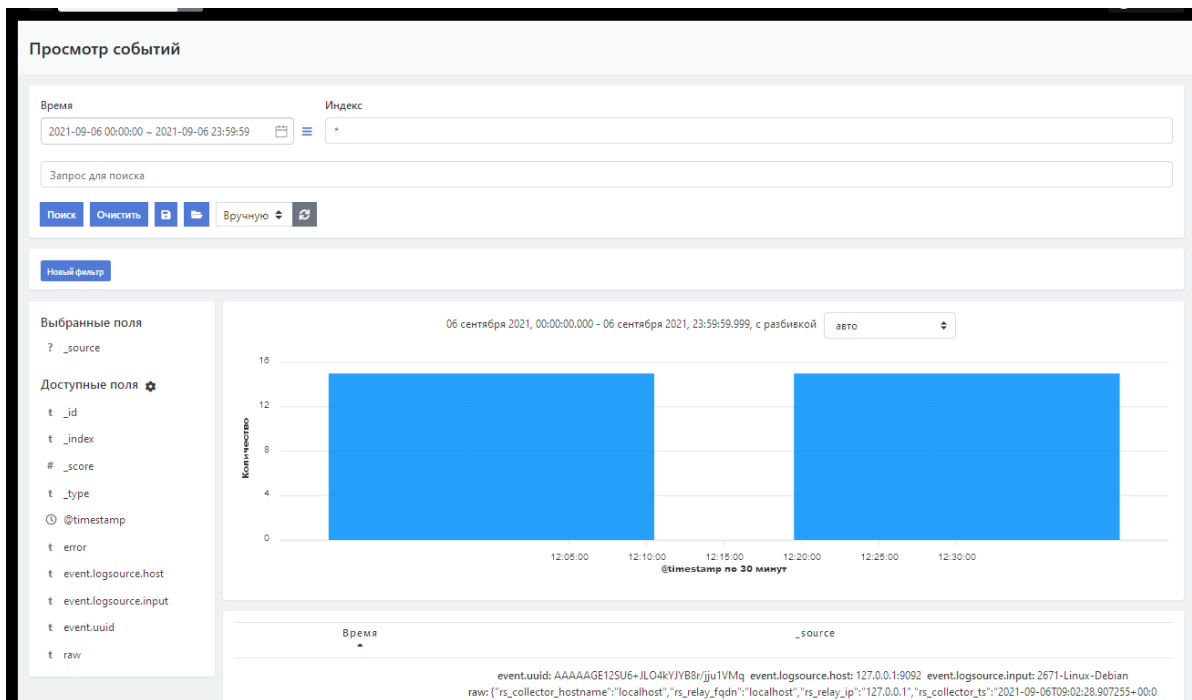 Просмотр событий
Время
Индекс
2021-09-06 00:00:00 ~ 2021-09-06 23:59:59
*
Запрос для поиска
Поиск
Очистить
Вручную
Новый фильтр
Выбранные поля
? _source
Доступные поля
t _id
t _index
# _score
t _type
@timestamp
t error
t event.logsource.host
t event.logsource.input
t event.uuid
t raw
06 сентября 2021, 00:00:00.000 - 06 сентября 2021, 23:59:59.999, с разбивкой
авто
Количество
16
12
8
4
0
12:05:00 12:10:00 12:15:00 12:20:00 12:25:00 12:30:00
@timestamp по 30 минут
Время
_source
event.uuid: AAAAAGE12SU6+JLO4kYJYB8r/jju1VMq event.logsource.host: 127.0.0.1:9092 event.logsource.input: 2671-Linux-Debian
raw: {"rs_collector_hostname":"localhost","rs_relay_fqdn":"localhost","rs_relay_ip":"127.0.0.1","rs_collector_ts":"2021-09-06T09:02:28.907255+00:0